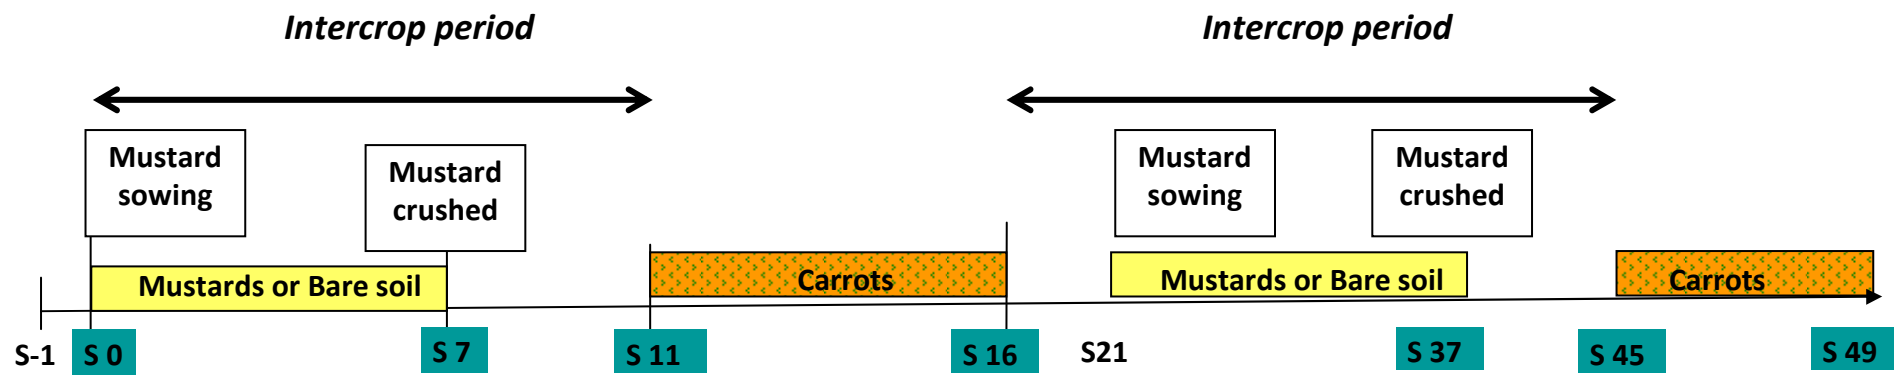 Intercrop period
Intercrop period
Mustard
sowing
Mustard
crushed
Mustard
sowing
Mustard
crushed
Mustards or Bare soil
Carrots
Mustards or Bare soil
Carrots
S-1
S 0
S 7
S 11
S 16
S21
S 37
S 45
S 49